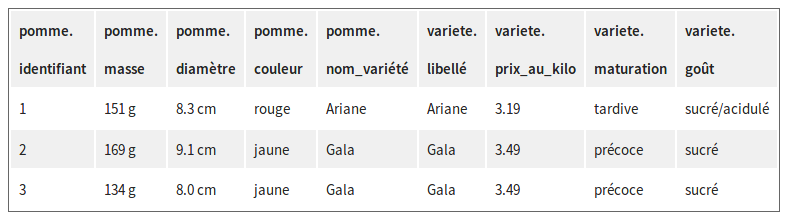 pomme. pomme. pomme. pomme. pomme. variete. variete. variete. variete.
identifiant masse diamètre couleur nom_variété libellé prix_au_kilo maturation goût
1 151 g 8.3 cm rouge Ariane Ariane 3.19 tardive sucré/acidulé
2 169 g 9.1 cm jaune Gala Gala 3.49 précoce sucré
3 134 g 8.0 cm jaune Gala Gala 3.49 précoce sucré